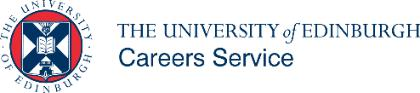 THE UNIVERSITY OF EDINBURGH
THE UNIVERSITY of EDINBURGH
Careers Service